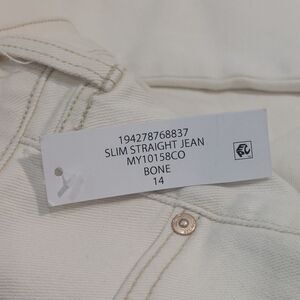 194278768837
SLIM STRAIGHT JEAN
MY10158CO
BONE
14